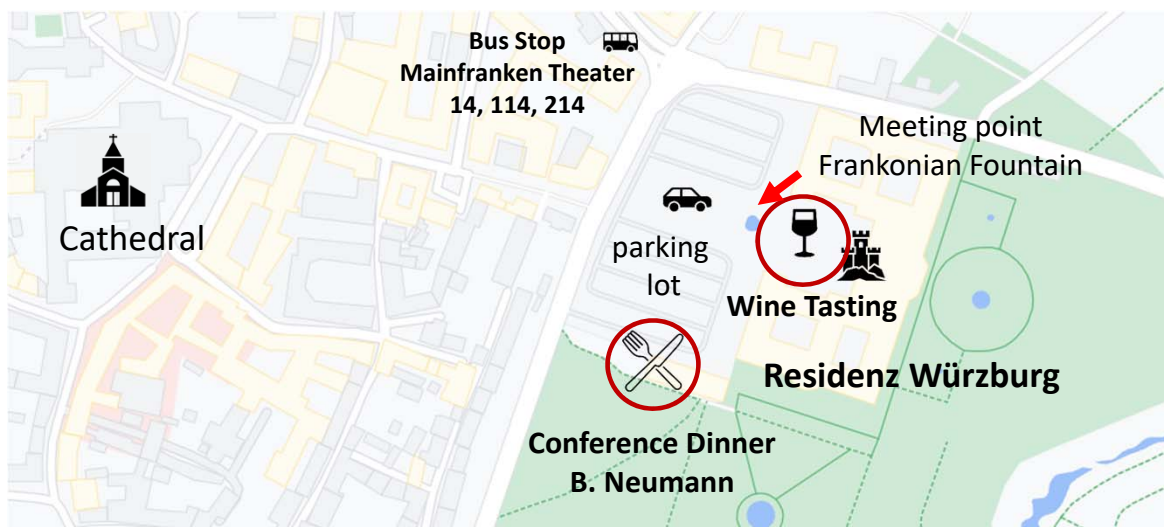 Bus Stop
Mainfranken Theater
14, 114, 214
Meeting point
Frankonian Fountain
Cathedral
parking
lot
Wine Tasting
Residenz Würzburg
Conference Dinner
B. Neumann